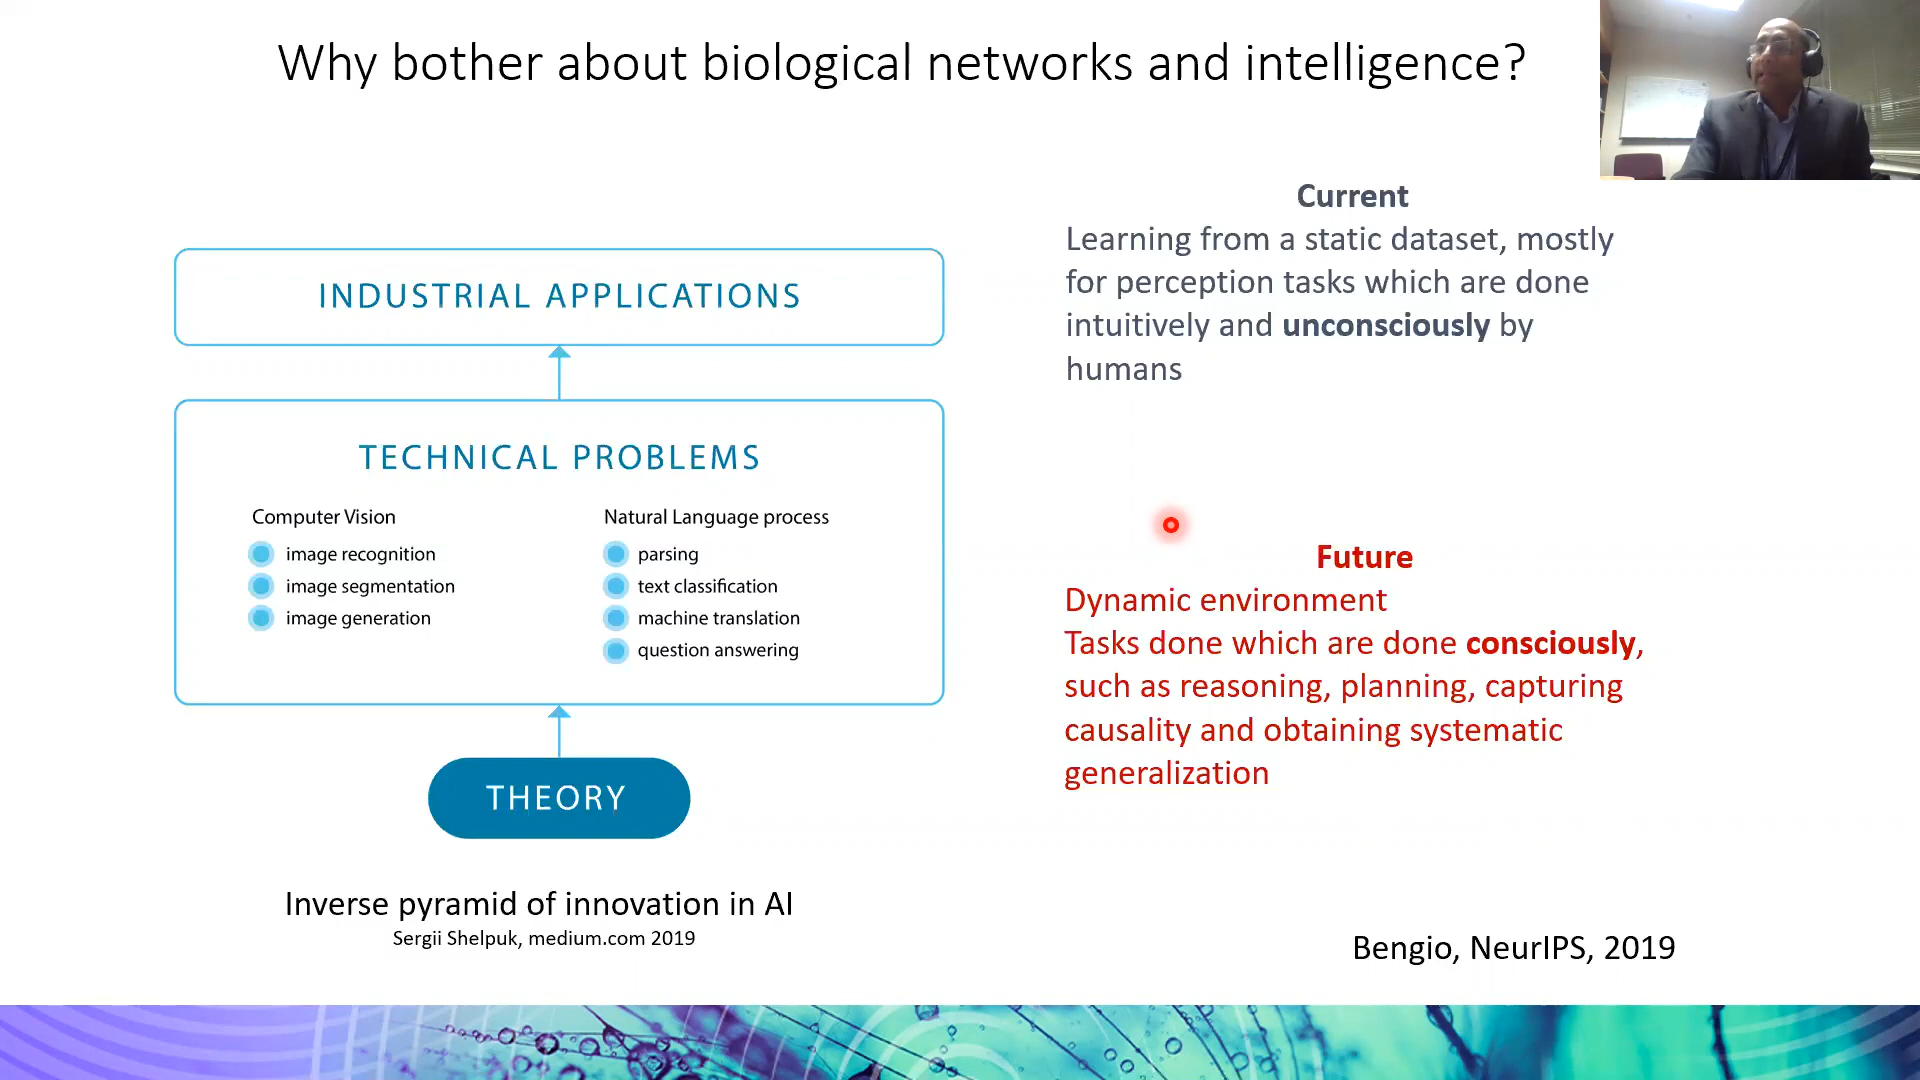 Why bother about biological networks and intelligence?
INDUSTRIAL APPLICATIONS
TECHNICAL PROBLEMS
Computer Vision
image recognition
image segmentation
image generation
Natural Language process
parsing
text classification
machine translation
question answering
THEORY
Inverse pyramid of innovation in AI
Sergii Shelpuk, medium.com 2019
Current
Learning from a static dataset, mostly
for perception tasks which are done
intuitively and unconsciously by
humans
Future
Dynamic environment
Tasks done which are done consciously,
such as reasoning, planning, capturing
causality and obtaining systematic
generalization
Bengio, NeurIPS, 2019